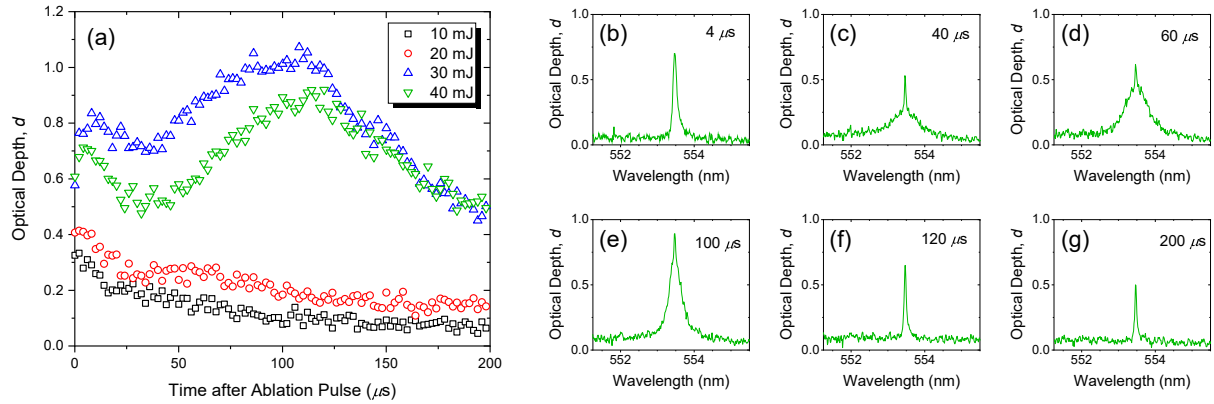 (a)
10 mJ
20 mJ
30 mJ
40 mJ
Optical Depth, d
1.2
1.0
0.8
0.6
0.4
0.2
0.0
0 50 100 150 200
Time after Ablation Pulse (μs)
(b) 4 μs
Optical Depth, d
1.0
0.5
0.0
552 554
Wavelength (nm)
(c) 40 μs
Optical Depth, d
1.0
0.5
0.0
552 554
Wavelength (nm)
(d) 60 μs
Optical Depth, d
1.0
0.5
0.0
552 554
Wavelength (nm)
(e) 100 μs
Optical Depth, d
1.0
0.5
0.0
552 554
Wavelength (nm)
(f) 120 μs
Optical Depth, d
1.0
0.5
0.0
552 554
Wavelength (nm)
(g) 200 μs
Optical Depth, d
1.0
0.5
0.0
552 554
Wavelength (nm)